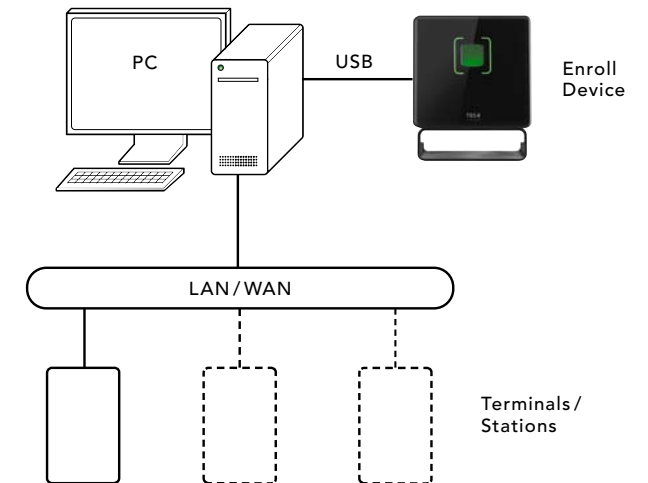 PC
USB
Enroll
Device
LAN/WAN
Terminals/
Stations